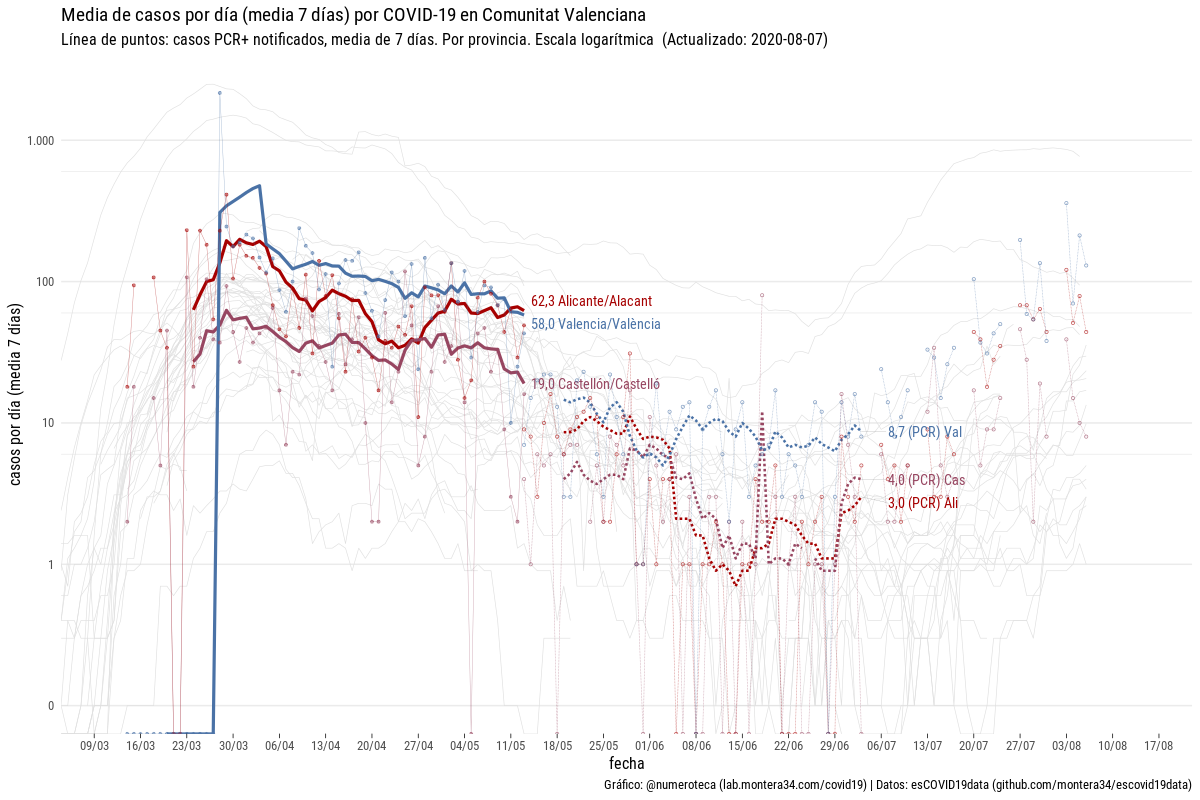 Media de casos por día (media 7 días) por COVID-19 en Comunitat Valenciana
Línea de puntos: casos PCR+ notificados, media de 7 días. Por provincia. Escala logarítmica (Actualizado: 2020-08-07)
casos por día (media 7 días)
1.000
100
10
1
0
62,3 Alicante/Alacant
58,0 Valencia/València
19,0 Castellón/Castelló
8,7 (PCR) Val
4,0 (PCR) Cas
3,0 (PCR) Ali
09/03 16/03 23/03 30/03 06/04 13/04 20/04 27/04 04/05 11/05 18/05 25/05 01/06 08/06 15/06 22/06 29/06 06/07 13/07 20/07 27/07 03/08 10/08 17/08
fecha
Gráfico: @numeroteca (lab.montera34.com/covid19) | Datos: esCOVID19data (github.com/montera34/escovid19data)